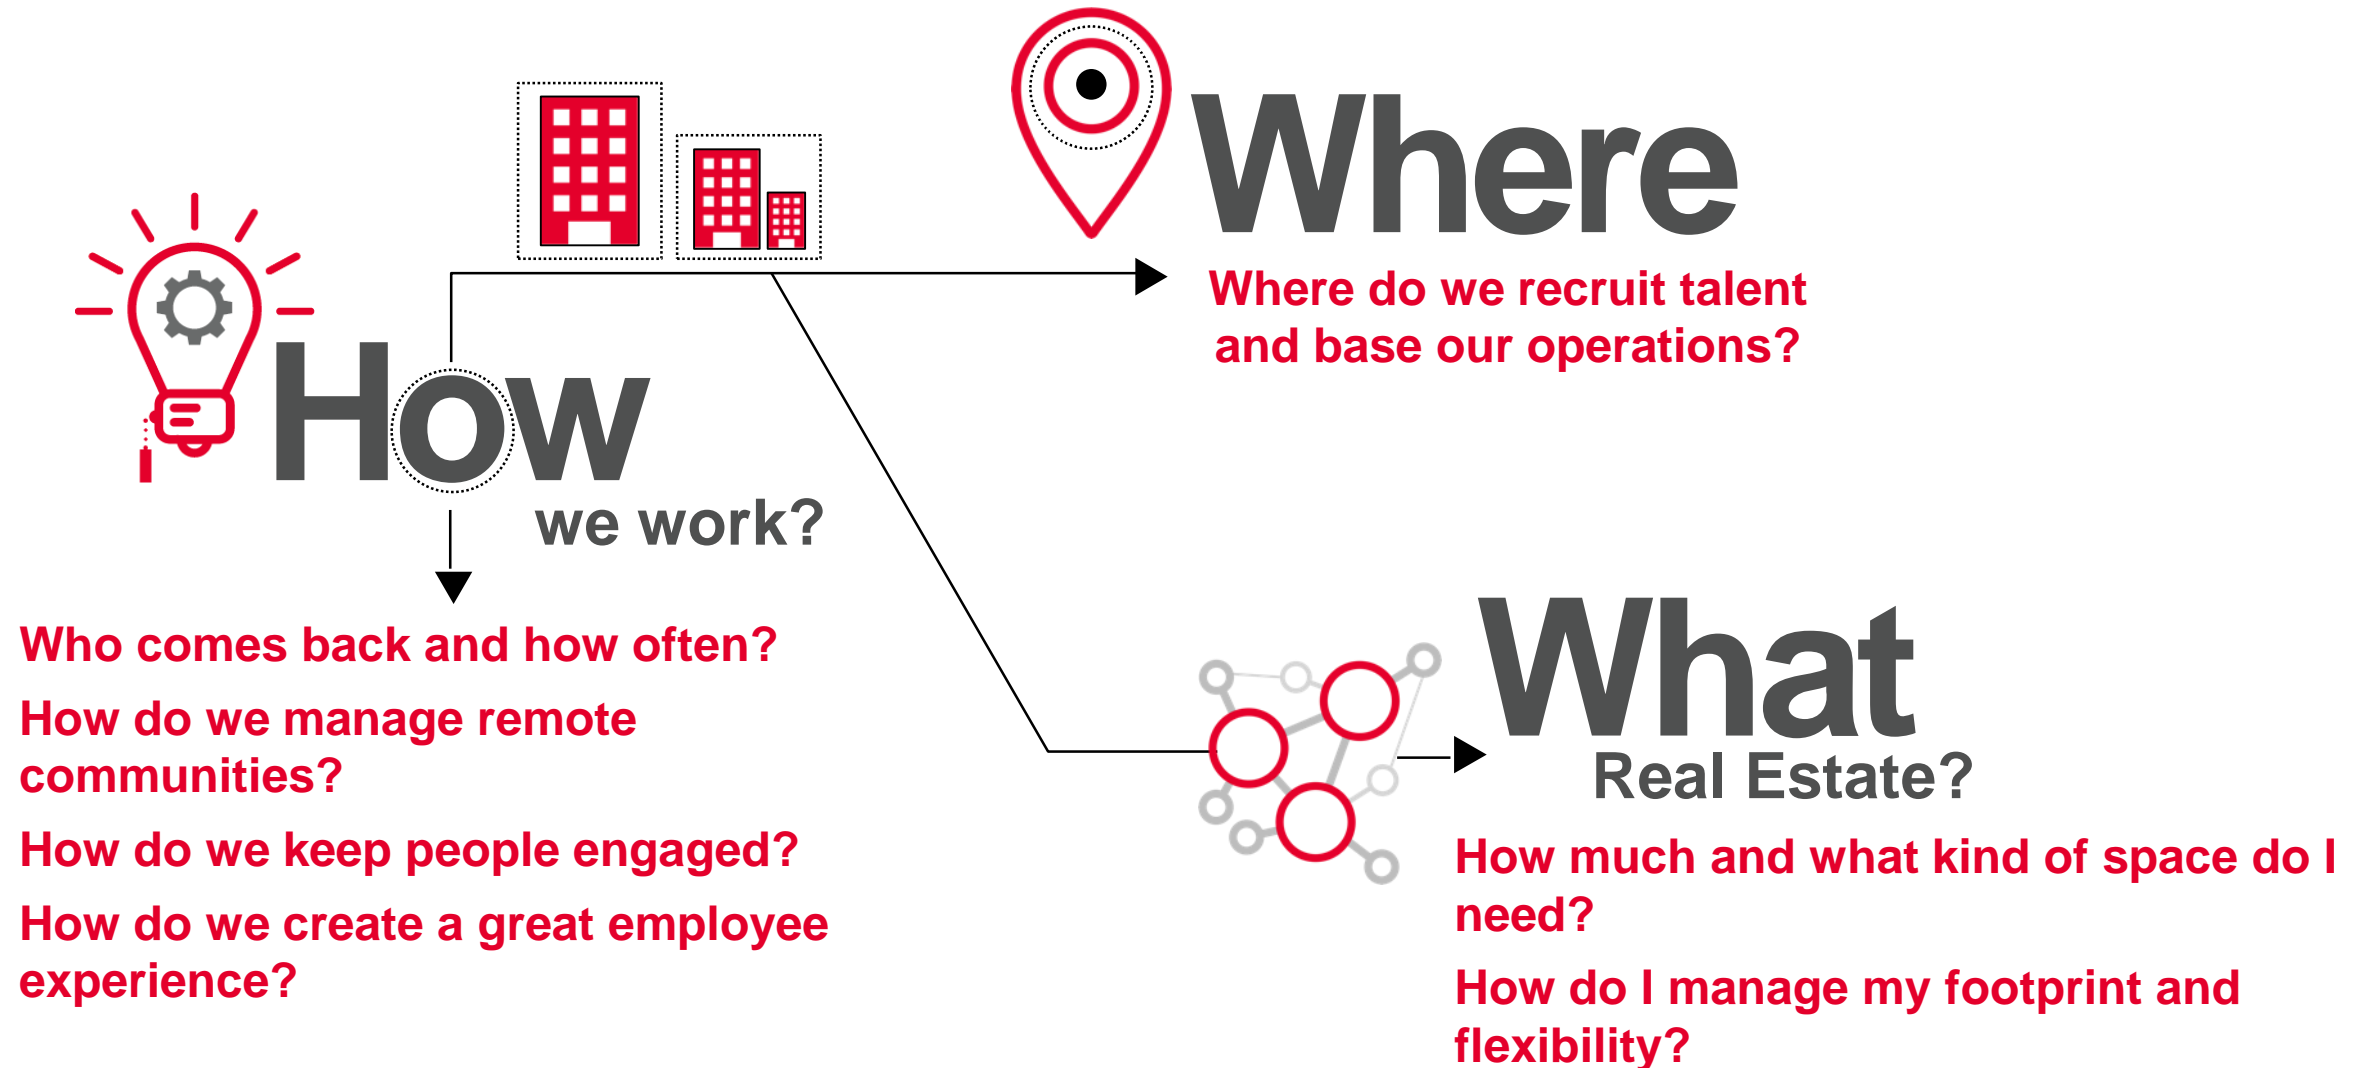 How
we work?
Who comes back and how often?
How do we manage remote
communities?
How do we keep people engaged?
How do we create a great employee
experience?
Where
Where do we recruit talent
and base our operations?
What
Real Estate?
How much and what kind of space do I
need?
How do I manage my footprint and
flexibility?